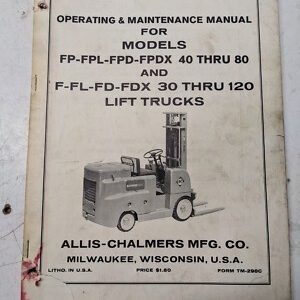 OPERATING & MAINTENANCE MANUAL
FOR
MODELS
FP-FPL-FPD-FPDX 40 THRU 80
AND
F-FL-FD-FDX 30 THRU 120
LIFT TRUCKS
ALLIS-CHALMERS MFG. CO.
MILWAUKEE, WISCONSIN, U.S.A.
LITHO. IN U.S.A. PRICE $1.60 FORM TM-298C